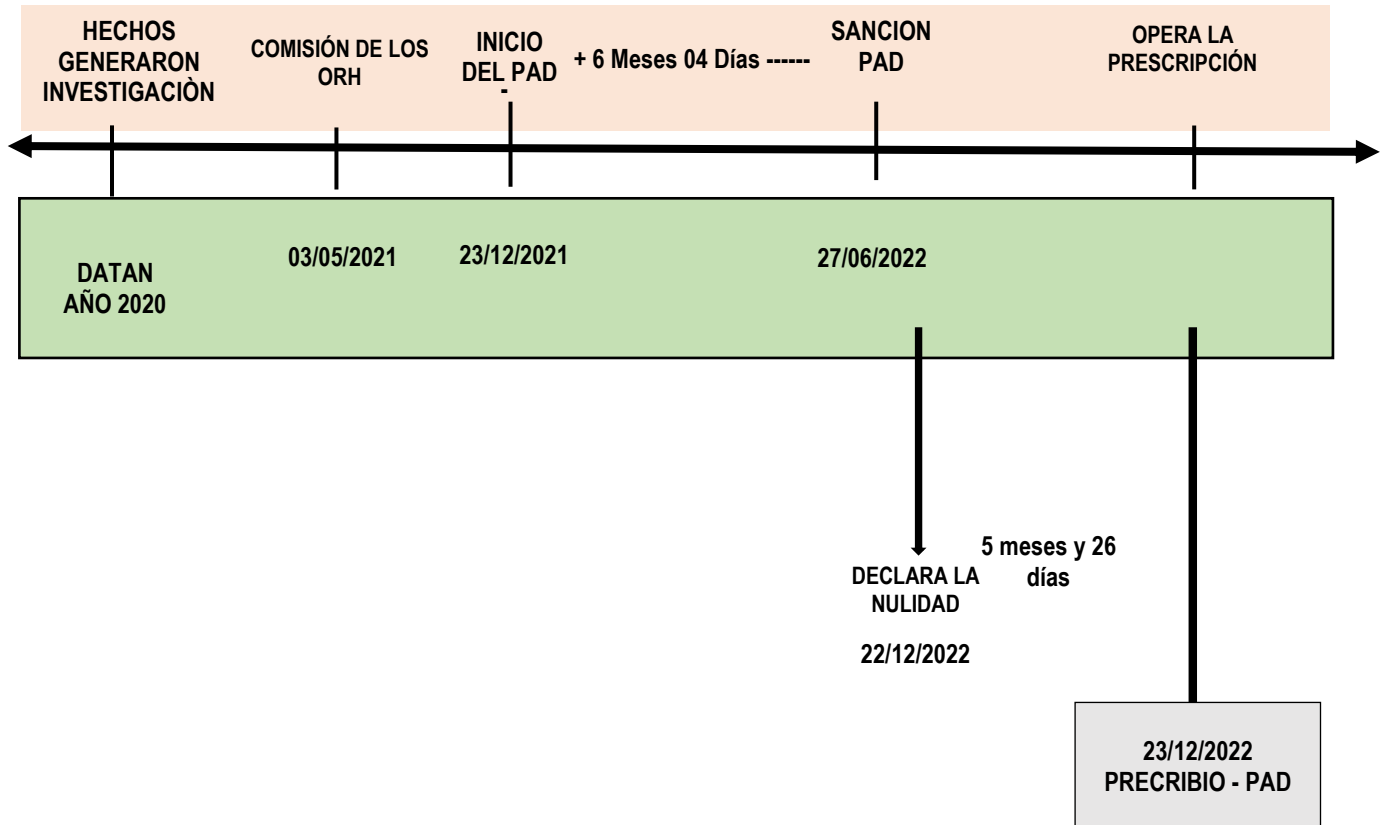 HECHOS
GENERARON
INVESTIGACIÒN
COMISIÓN DE LOS
ORH
INICIO
DEL PAD
-
+ 6 Meses 04 Días ------
SANCION
PAD
OPERA LA
PRESCRIPCIÓN
DATAN
AÑO 2020
03/05/2021
23/12/2021
27/06/2022
DECLARA LA
NULIDAD
22/12/2022
5 meses y 26
días
23/12/2022
PRECRIBIO - PAD